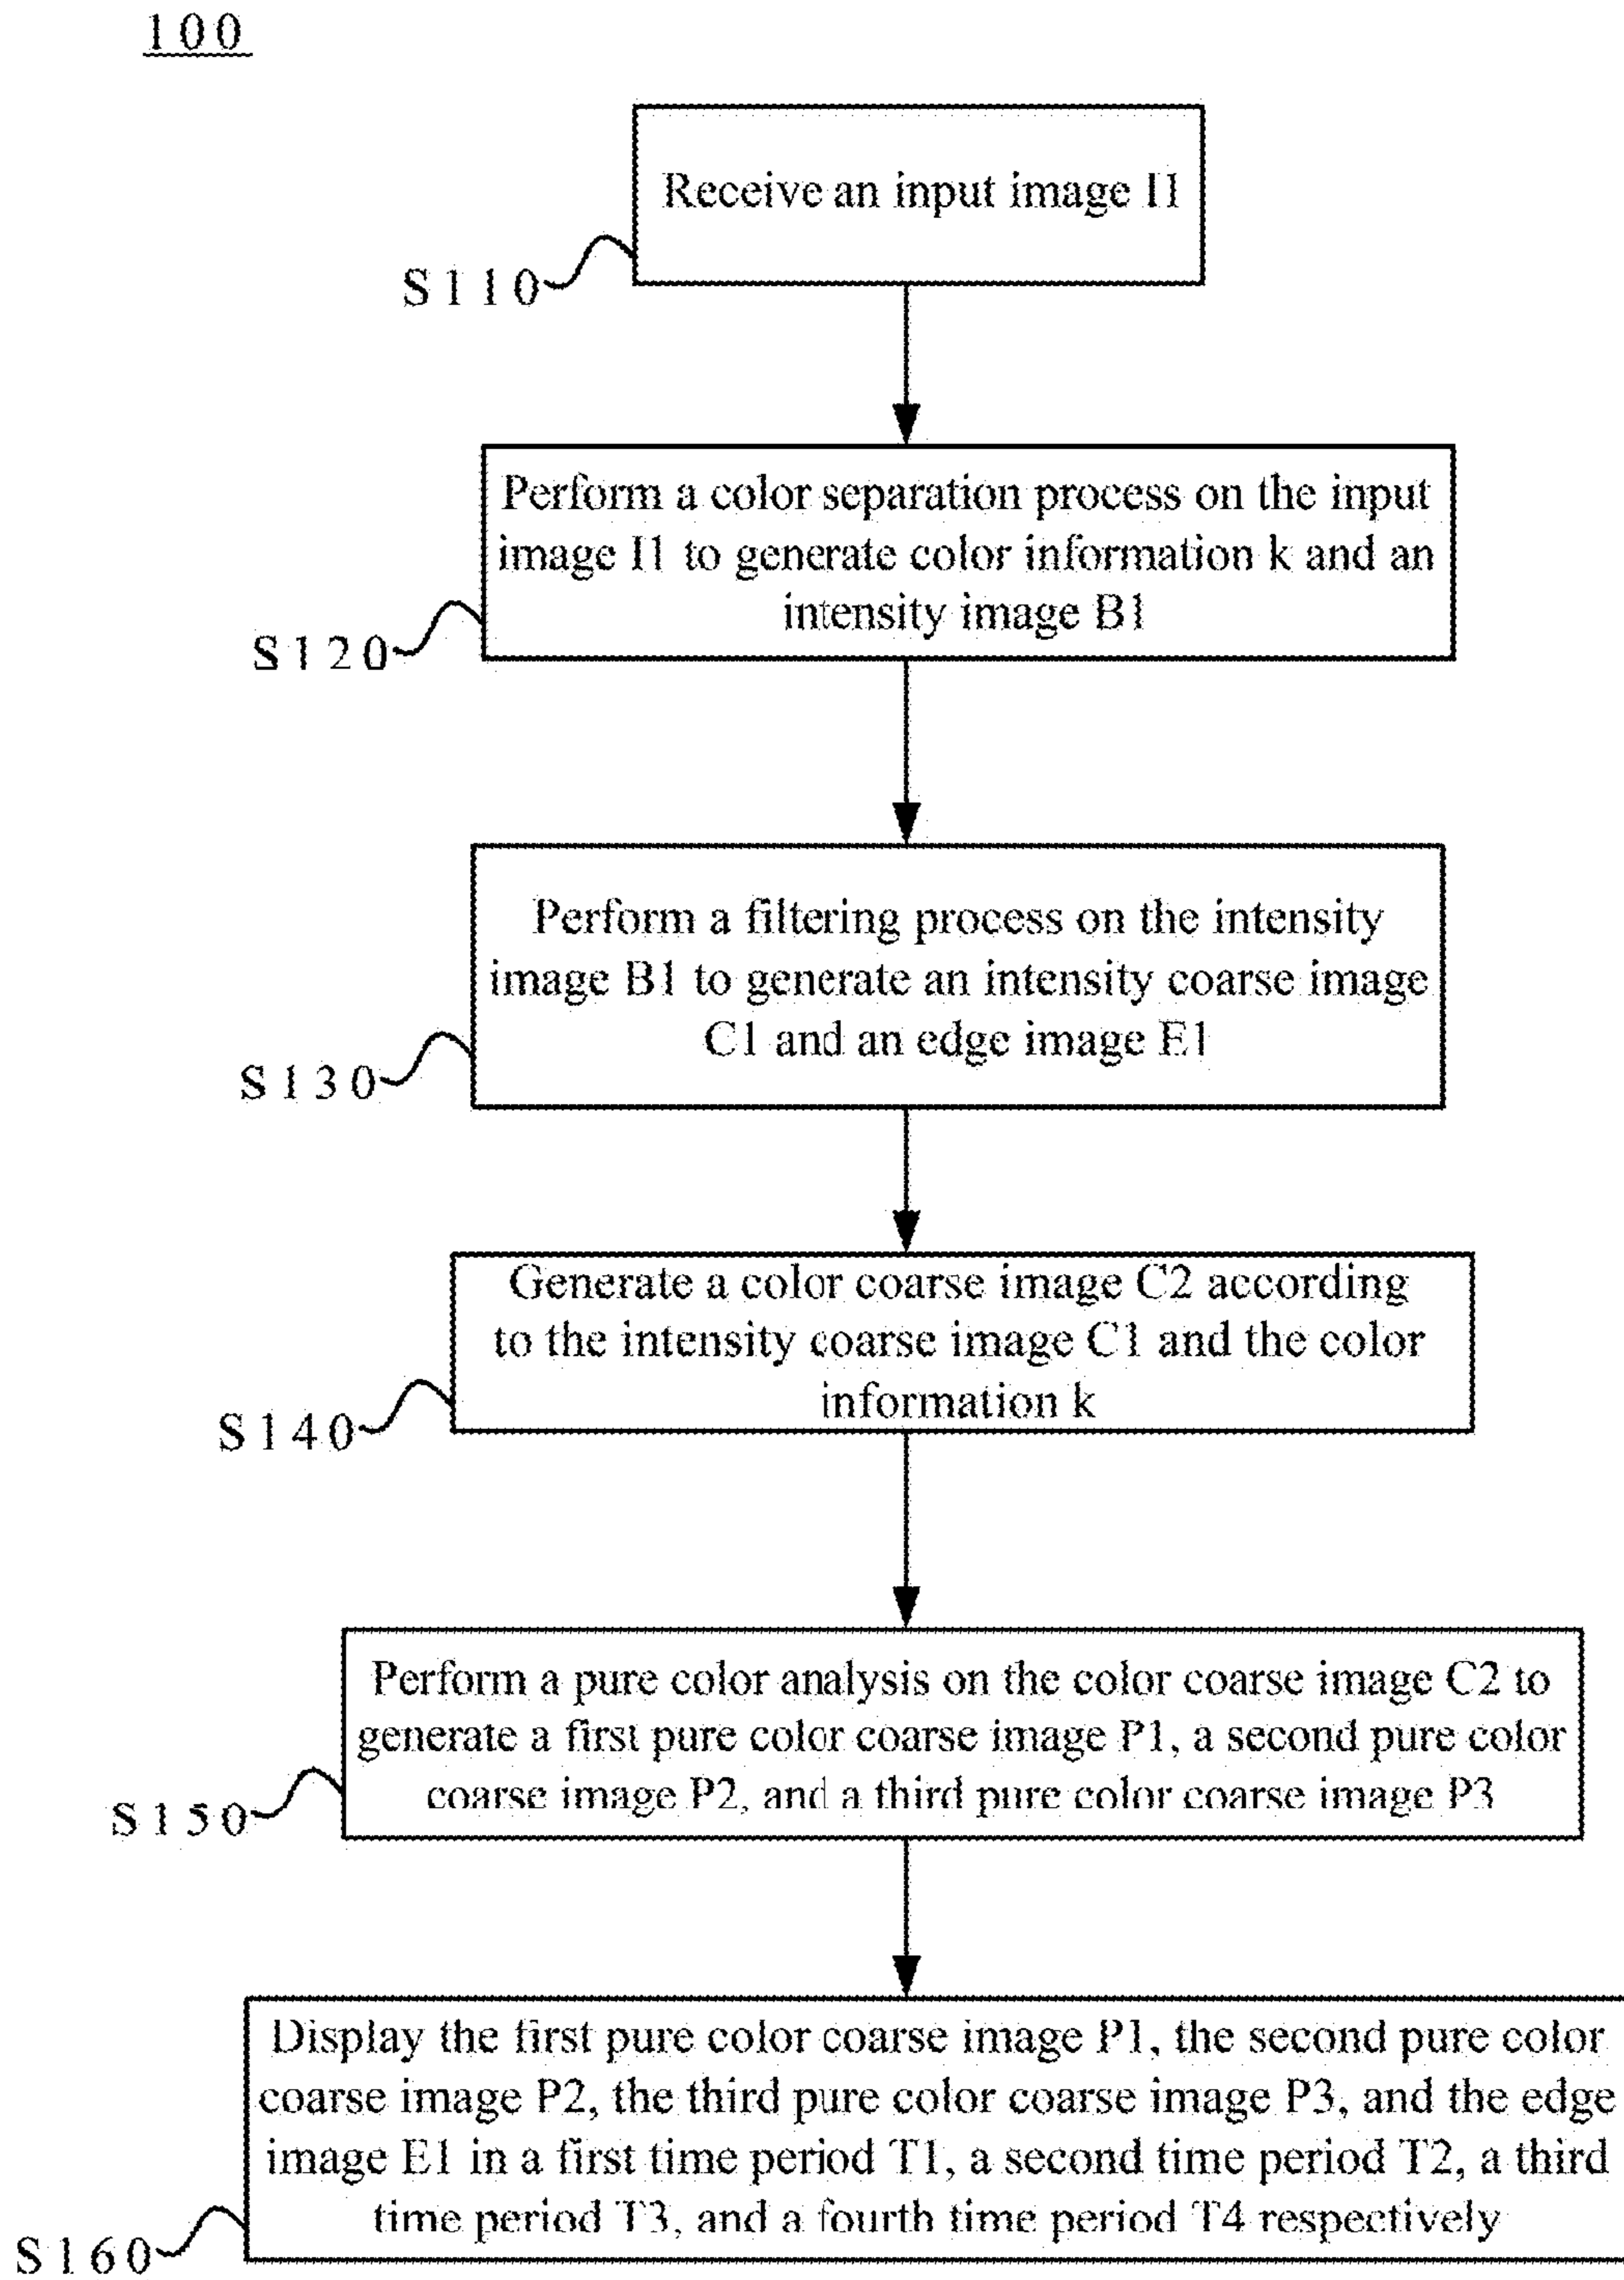 100
Receive an input image I1
S110
Perform a color separation process on the input
image I1 to generate color information k and an
intensity image B1
S120
Perform a filtering process on the intensity
image B1 to generate an intensity coarse image
C1 and an edge image E1
S130
Generate a color coarse image C2 according
to the intensity coarse image C1 and the color
information k
S140
Perform a pure color analysis on the color coarse image C2 to
generate a first pure color coarse image P1, a second pure color
coarse image P2, and a third pure color coarse image P3
S150
Display the first pure color coarse image P1, the second pure color
coarse image P2, the third pure color coarse image P3, and the edge
image E1 in a first time period T1, a second time period T2, a third
time period T3, and a fourth time period T4 respectively
S160